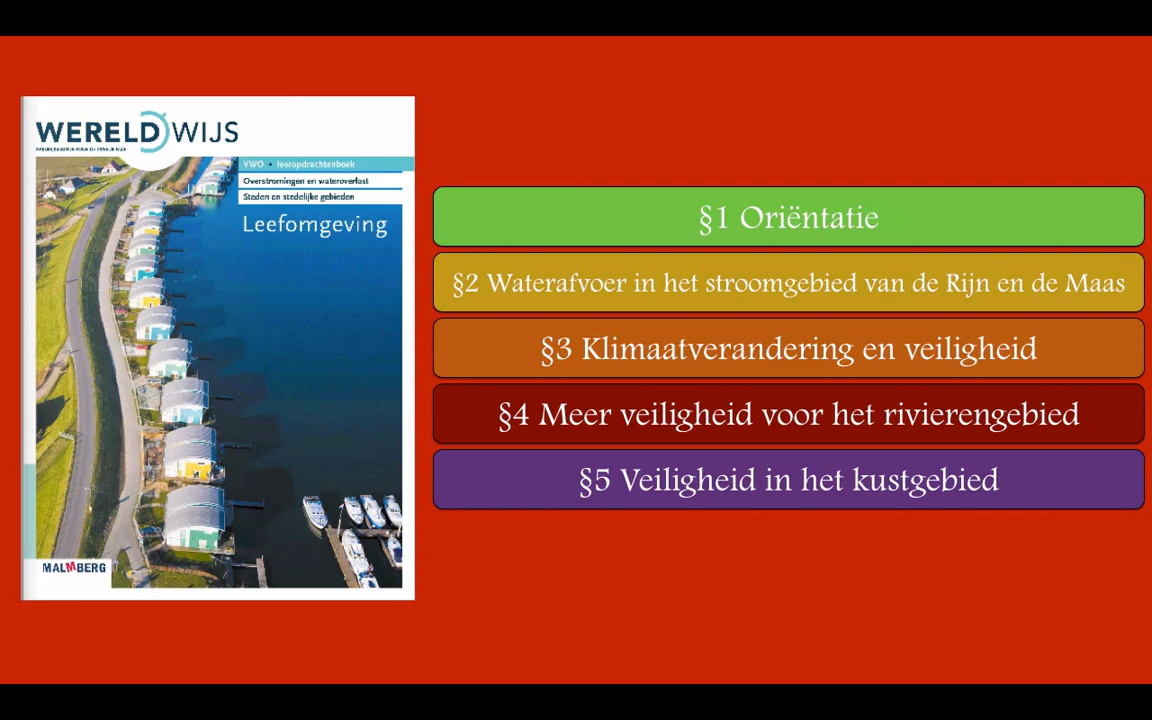 WERELDWIJS
VWO • leeropdrachtenboek
Overstromingen en wateroverlast
Steden en stedelijke gebieden
Leefomgeving
MALMBERG
§1 Oriëntatie
§2 Waterafvoer in het stroomgebied van de Rijn en de Maas
§3 Klimaatverandering en veiligheid
§4 Meer veiligheid voor het rivierengebied
§5 Veiligheid in het kustgebied